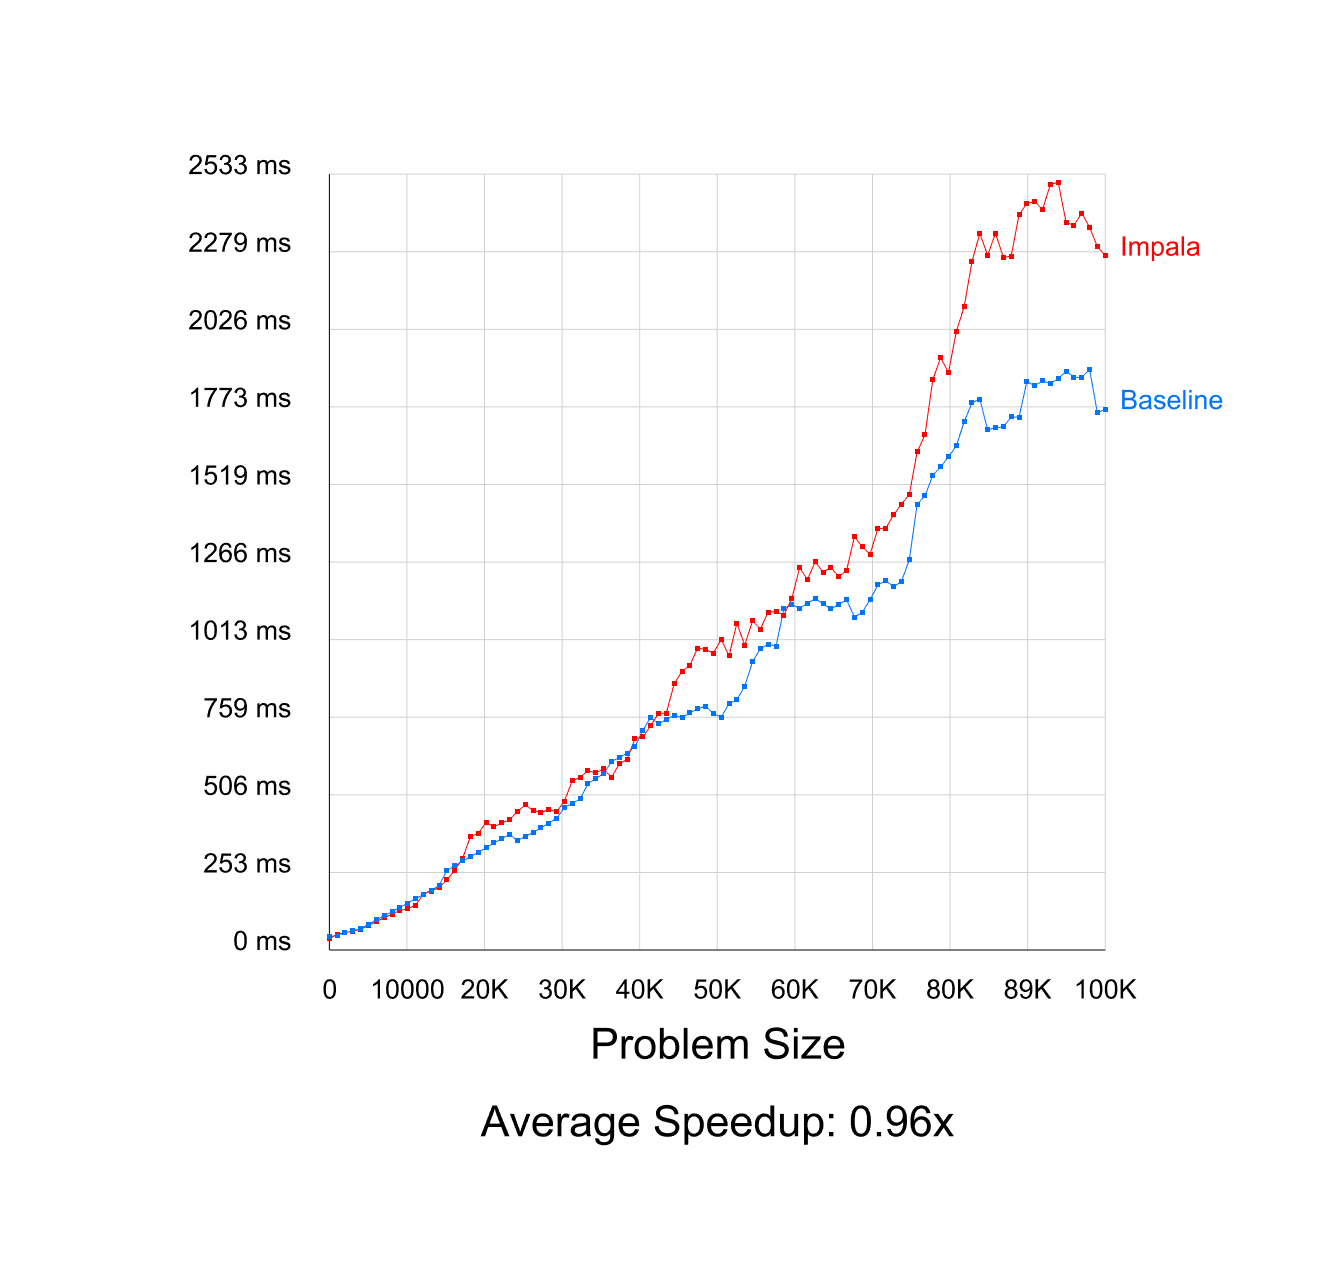 2533 ms
2279 ms
2026 ms
1773 ms
1519 ms
1266 ms
1013 ms
759 ms
506 ms
253 ms
0 ms
Impala
Baseline
0 10000 20K 30K 40K 50K 60K 70K 80K 89K 100K
Problem Size
Average Speedup: 0.96x